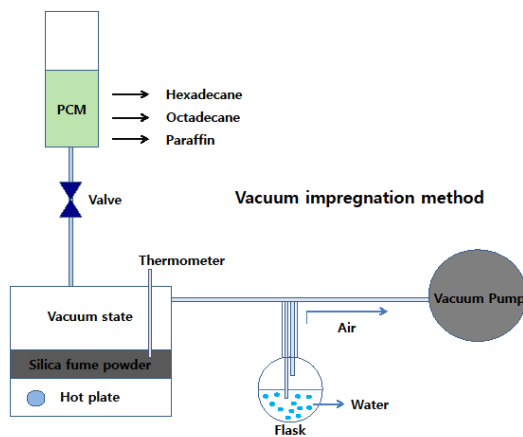 PCM
Hexadecane
Octadecane
Paraffin
Valve
Vacuum impregnation method
Thermometer
Vacuum state
Vacuum Pump
Air
Silica fume powder
Hot plate
Water
Flask